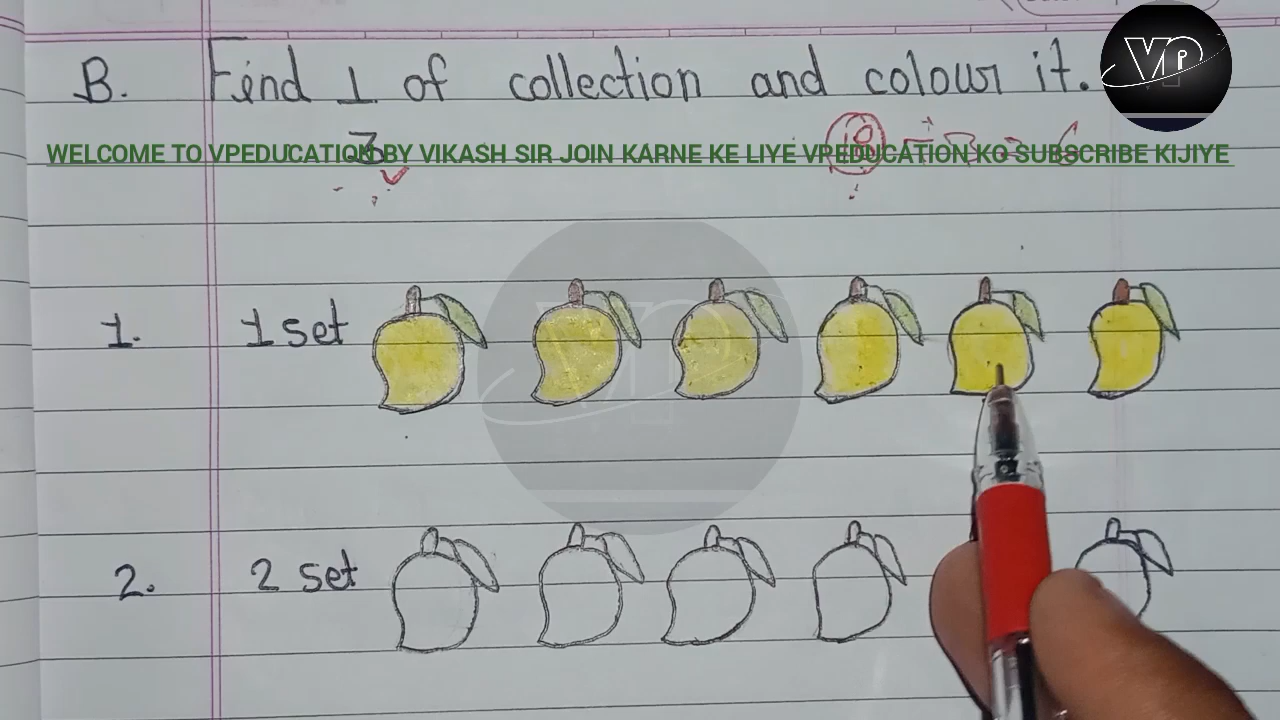 B. Find 1 of collection and colour it.
3
WELCOME TO VPEDUCATION BY VIKASH SIR JOIN KARNE KE LIYE VPEDUCATION KO SUBSCRIBE KIJIYE
VP
1. 1 set
2. 2 set